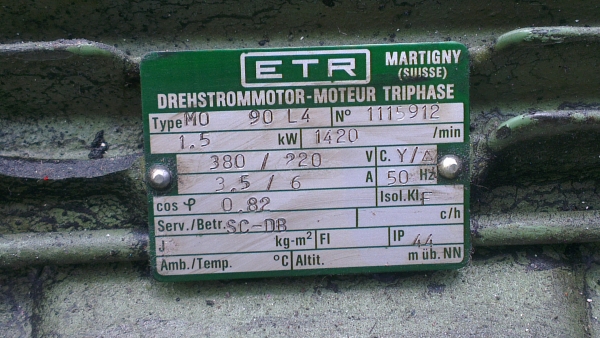 ETR MARTIGNY
(SUISSE)
DREHSTROMMOTOR-MOTEUR TRIPHASE
Type MO 90 L4 N° 1115912
1.5 kW 1420 /min
380 / 220 V C. Y/△
3,5 / 6 A 50 Hz
cos φ 0.82 Isol.Kl. F
Serv./Betr. SC-DB c/h
J kg-m² FI IP 44
Amb./Temp. °C Altit. m üb. NN